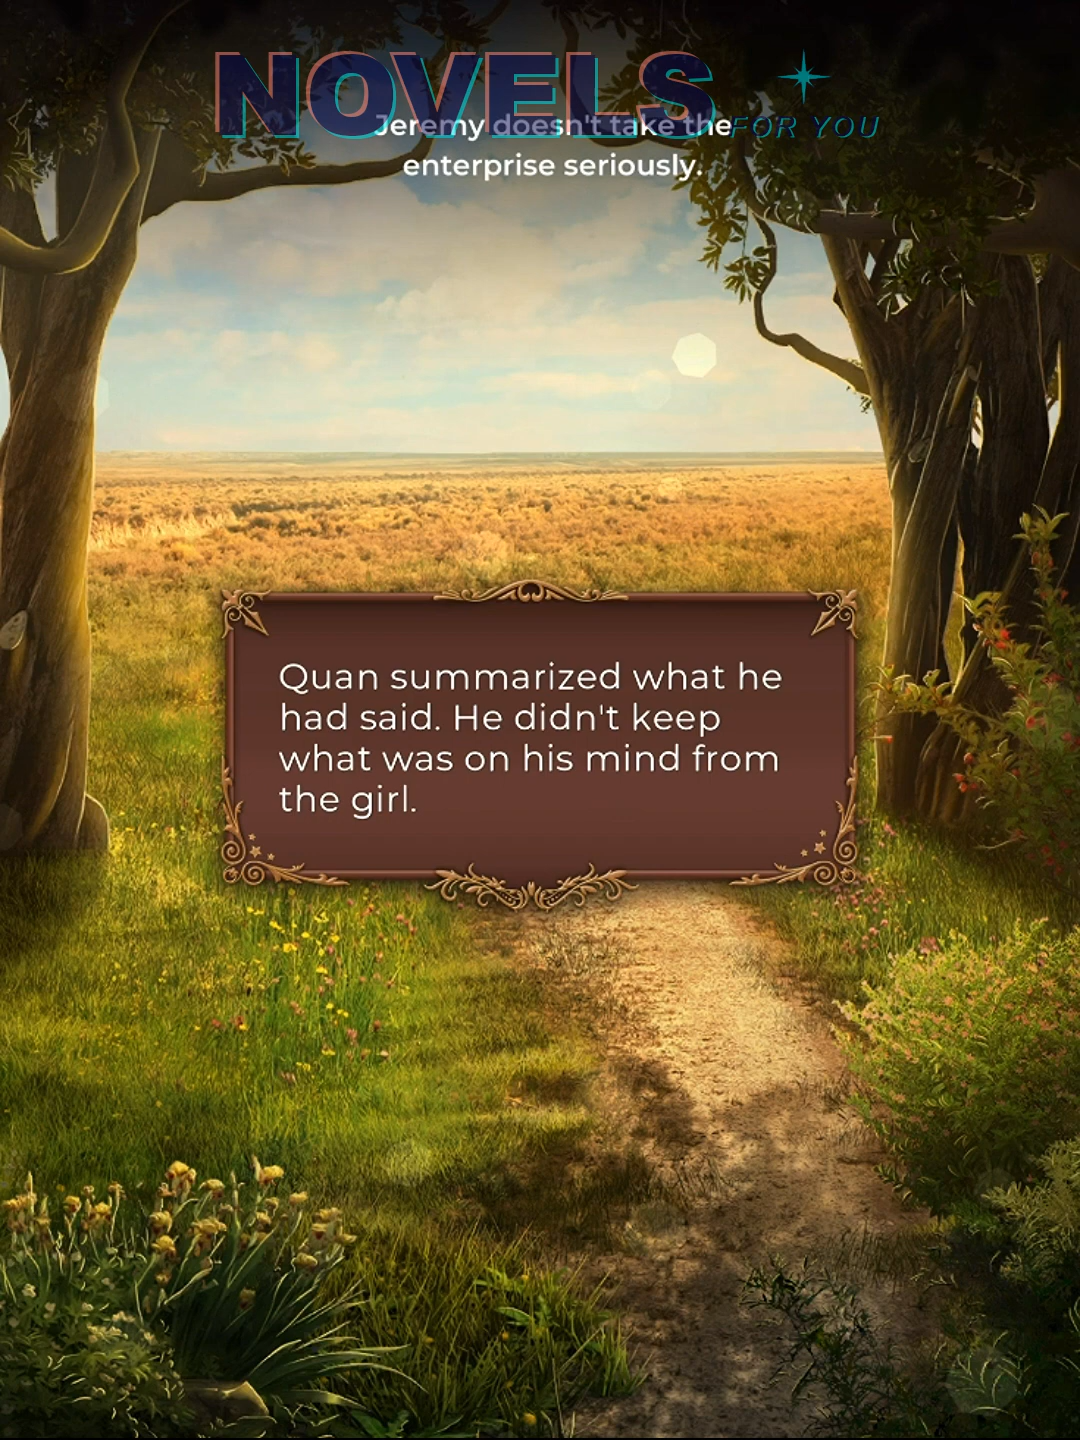 NOVELS
FOR YOU
Jeremy doesn't take the
enterprise seriously.
Quan summarized what he
had said. He didn't keep
what was on his mind from
the girl.